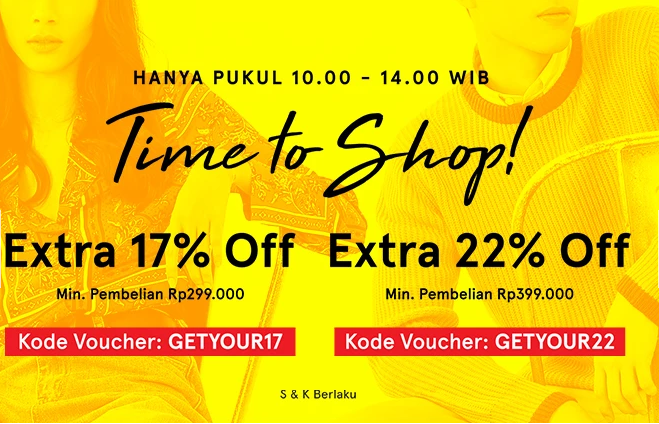 HANYA PUKUL 10.00 - 14.00 WIB
Time to Shop!
Extra 17% Off
Extra 22% Off
Min. Pembelian Rp299.000
Min. Pembelian Rp399.000
Kode Voucher: GETYOUR17
Kode Voucher: GETYOUR22
S & K Berlaku